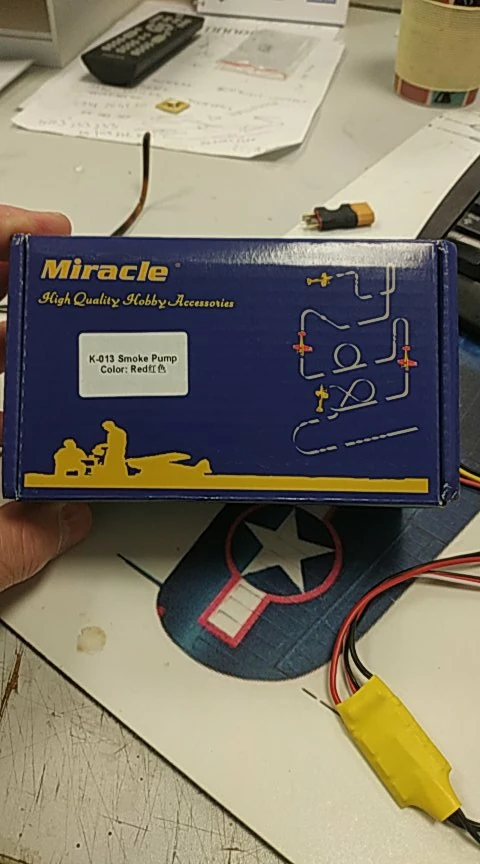 Miracle
High Quality Hobby Accessories
K-013 Smoke Pump
Color: Red红色